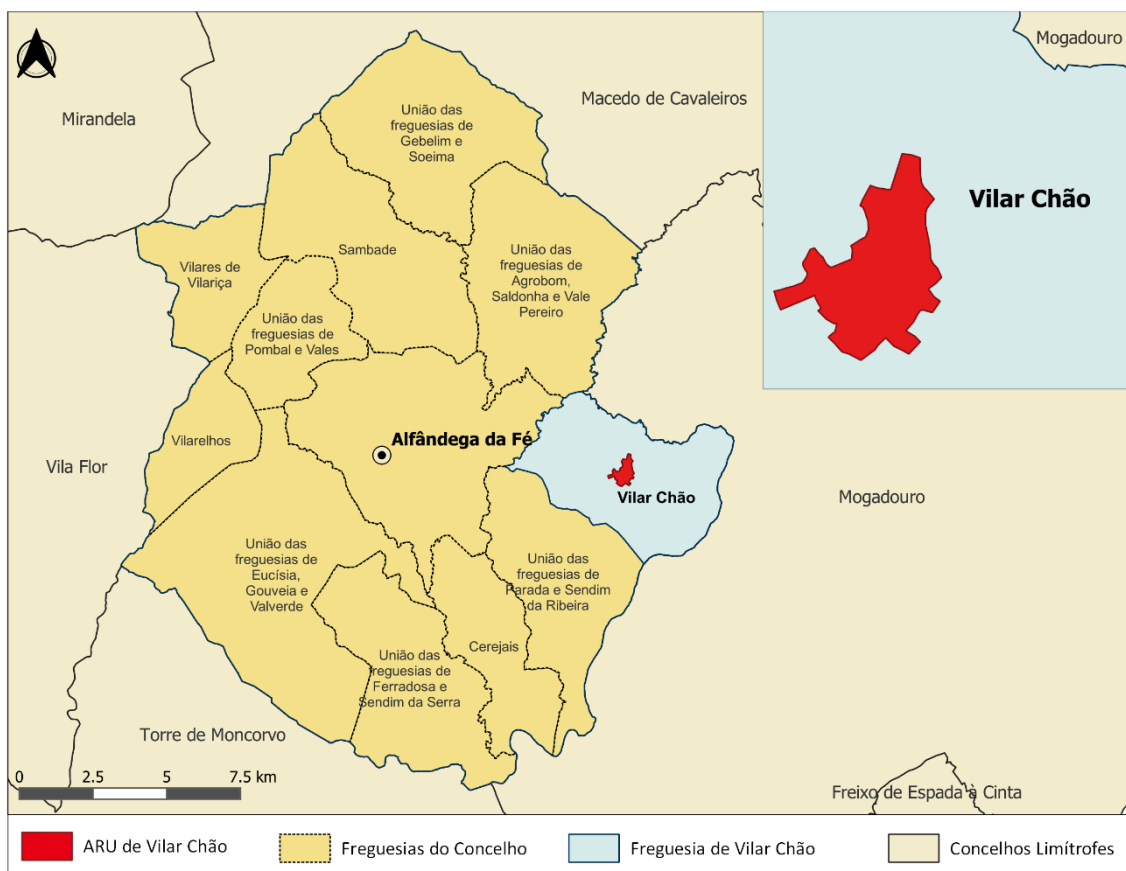 Mogadouro
Mirandela
Macedo de Cavaleiros
União das
freguesias de
Gebelim e
Soeima
Vilar Chão
Sambade
União das
freguesias de
Agrobom,
Saldonha e Vale
Pereiro
Vilares de
Vilariça
União das
freguesias de
Pombal e Vales
Vilarelhos
Alfândega da Fé
Vila Flor
Vilar Chão
Mogadouro
União das
freguesias de
Eucísia,
Gouveia e
Valverde
União das
freguesias de
Parada e Sendim
da Ribeira
Cerejais
União das
freguesias de
Ferradosa e
Sendim da Serra
Torre de Moncorvo
0 2.5 5 7.5 km
Freixo de Espada à Cinta
ARU de Vilar Chão
Freguesias do Concelho
Freguesia de Vilar Chão
Concelhos Limítrofes